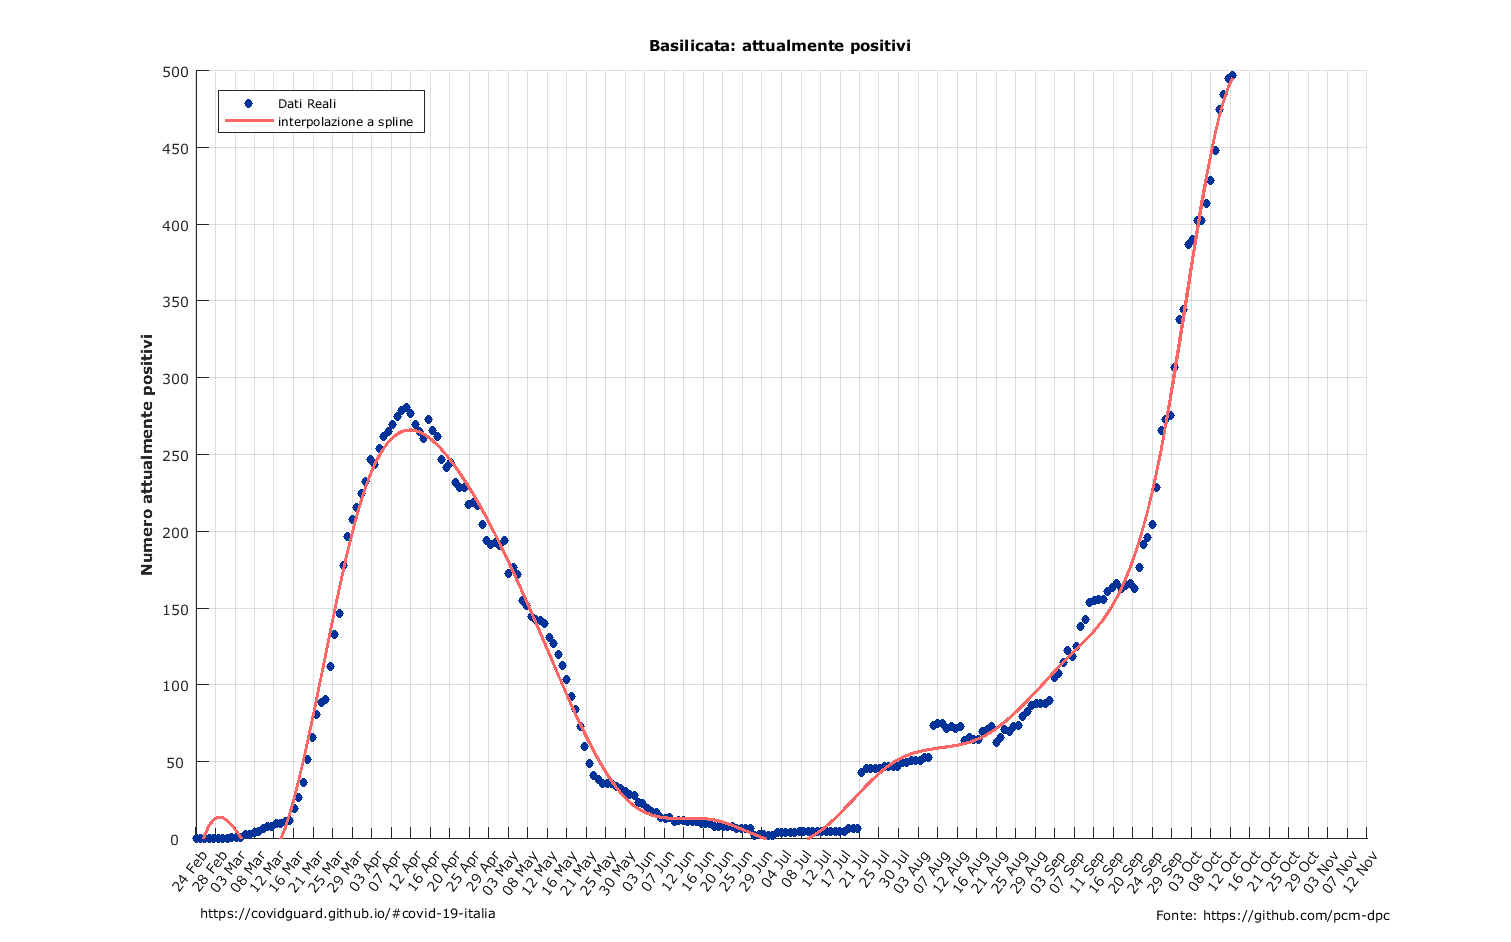 Basilicata: attualmente positivi
Dati Reali
interpolazione a spline
Numero attualmente positivi
500
450
400
350
300
250
200
150
100
50
0
24 Feb
28 Feb
03 Mar
08 Mar
12 Mar
16 Mar
21 Mar
25 Mar
29 Mar
03 Apr
07 Apr
12 Apr
16 Apr
20 Apr
25 Apr
29 Apr
03 May
08 May
12 May
16 May
21 May
25 May
30 May
03 Jun
07 Jun
12 Jun
16 Jun
20 Jun
25 Jun
29 Jun
04 Jul
08 Jul
12 Jul
17 Jul
21 Jul
25 Jul
30 Jul
03 Aug
07 Aug
12 Aug
16 Aug
21 Aug
25 Aug
29 Aug
03 Sep
07 Sep
11 Sep
16 Sep
20 Sep
24 Sep
29 Sep
03 Oct
08 Oct
12 Oct
16 Oct
21 Oct
25 Oct
29 Oct
03 Nov
07 Nov
12 Nov
https://covidguard.github.io/#covid-19-italia
Fonte: https://github.com/pcm-dpc